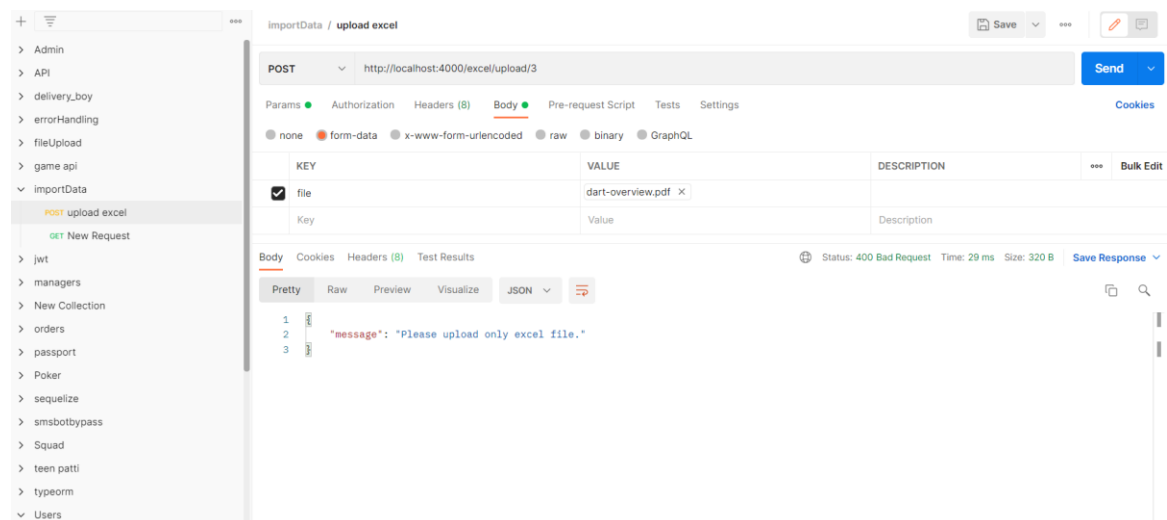 importData / upload excel
Save
Admin
API
delivery_boy
errorHandling
fileUpload
game api
importData
POST upload excel
GET New Request
jwt
managers
New Collection
orders
passport
Poker
sequelize
smsbotbypass
Squad
teen patti
typeorm
Users
POST http://localhost:4000/excel/upload/3 Send
Params Authorization Headers (8) Body Pre-request Script Tests Settings Cookies
none form-data x-www-form-urlencoded raw binary GraphQL
KEY VALUE DESCRIPTION Bulk Edit
file dart-overview.pdf
Key Value Description
Body Cookies Headers (8) Test Results Status: 400 Bad Request Time: 29 ms Size: 320 B Save Response
Pretty Raw Preview Visualize JSON
1 {
2 "message": "Please upload only excel file."
3 }